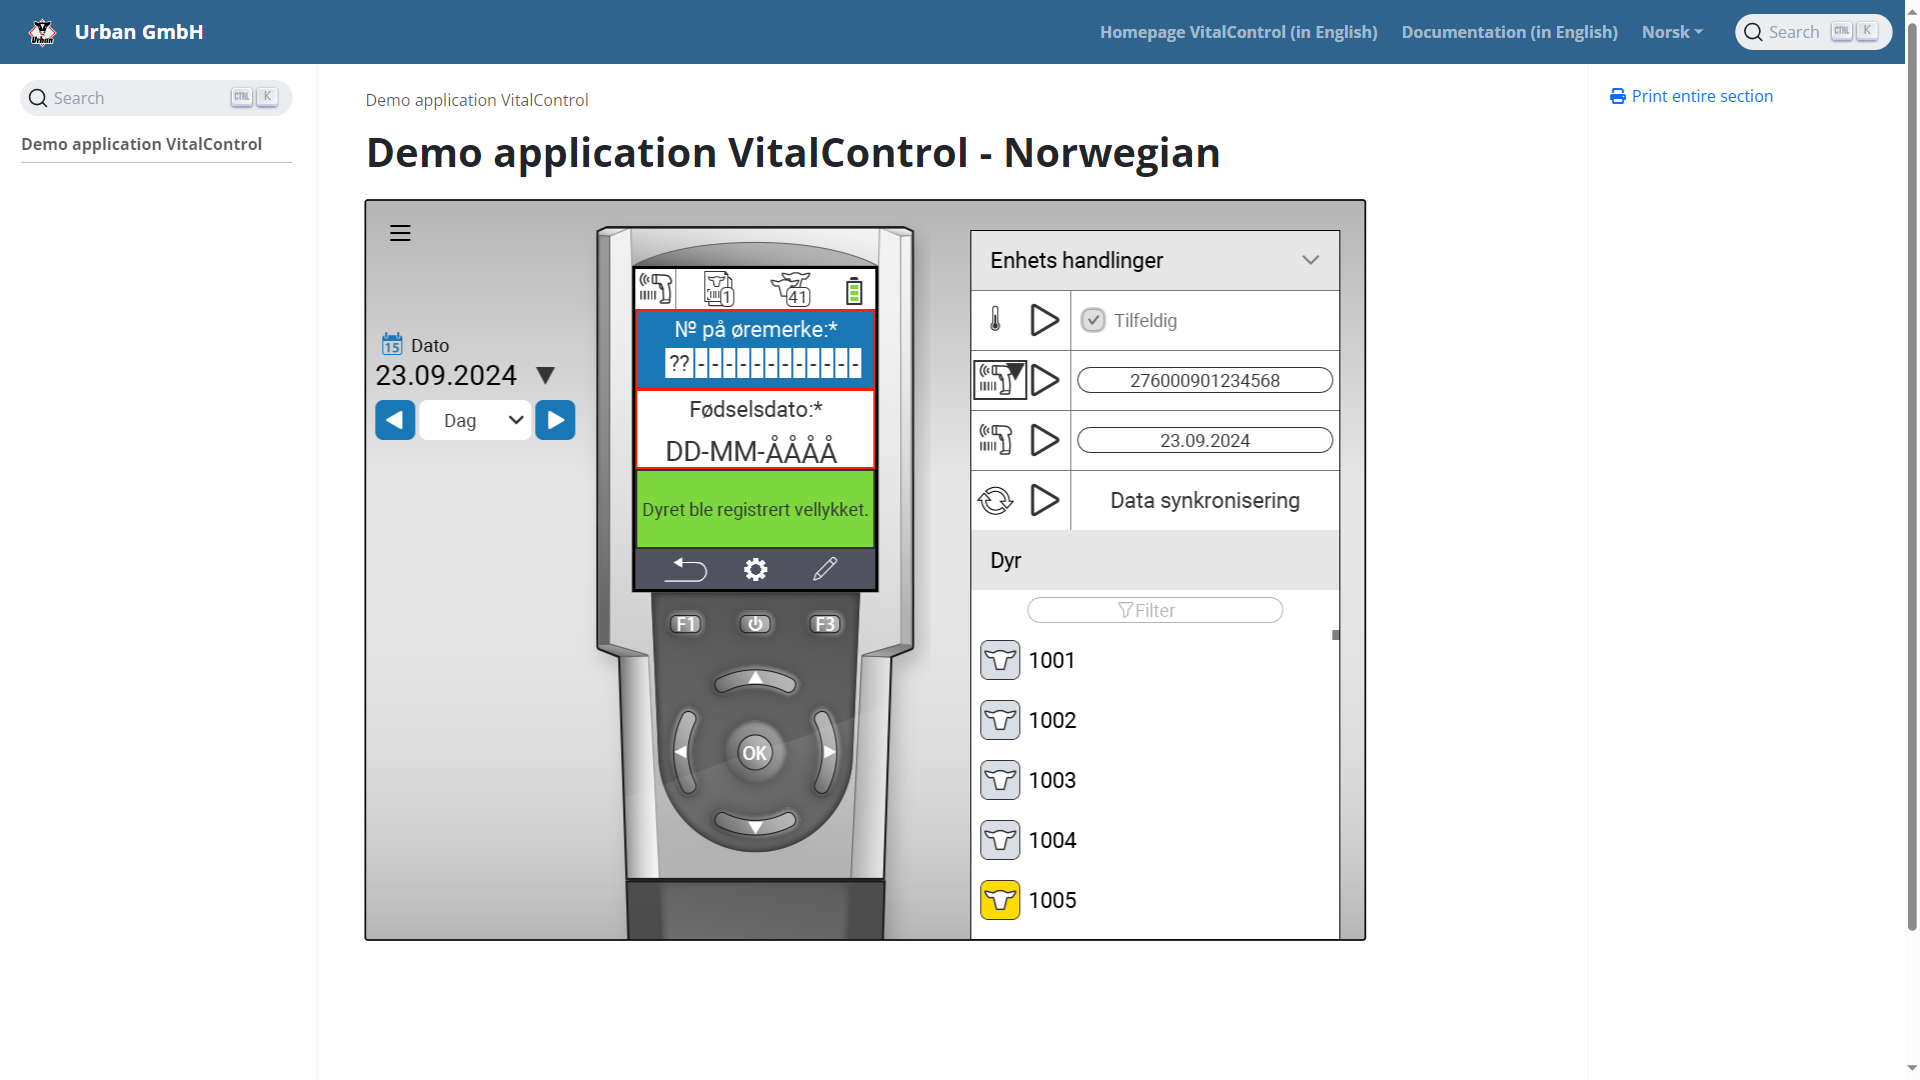 Urban GmbH
Homepage VitalControl (in English)
Documentation (in English)
Norsk
Search CTRL K
Search CTRL K
Demo application VitalControl
Demo application VitalControl
Print entire section
Demo application VitalControl - Norwegian
15 Dato
23.09.2024
Dag
1
41
№ på øremerke:*
??------------
Fødselsdato:*
DD-MM-ÅÅÅÅ
Dyret ble registrert vellykket.
F1
F3
OK
Enhets handlinger
Tilfeldig
276000901234568
23.09.2024
Data synkronisering
Dyr
Filter
1001
1002
1003
1004
1005